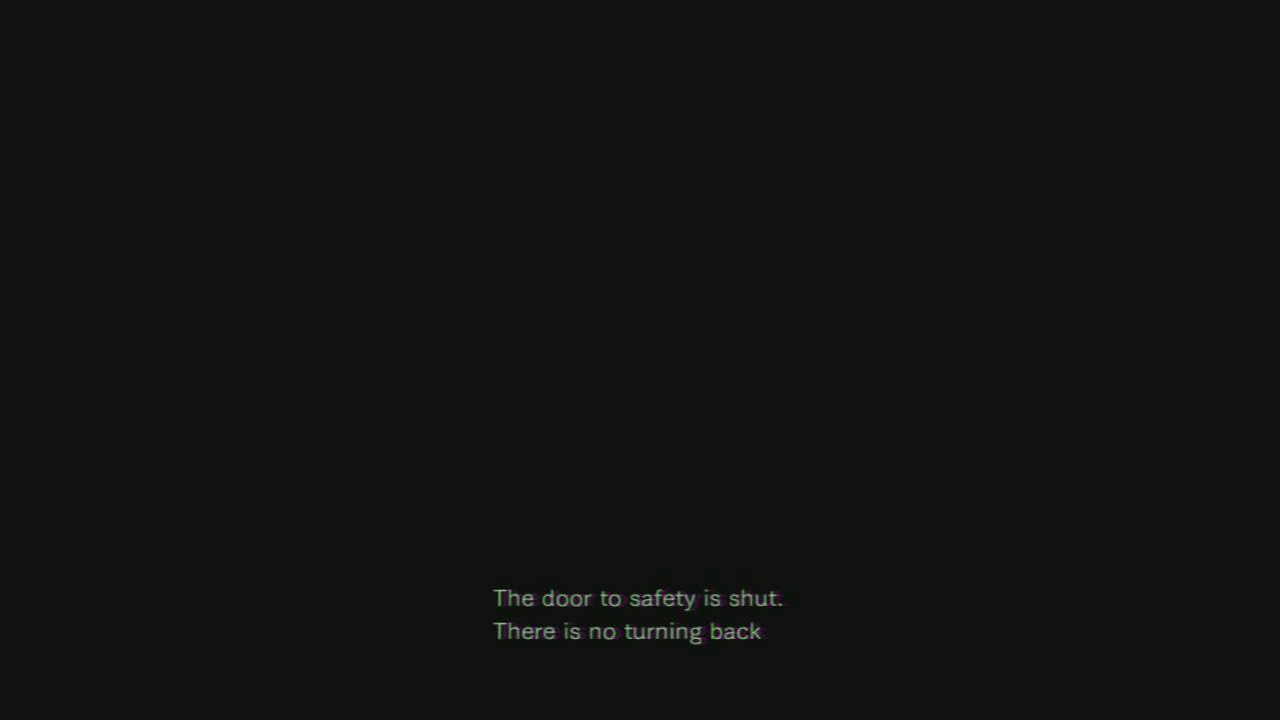 The door to safety is shut.
There is no turning back